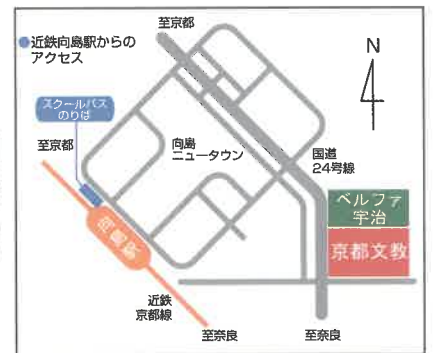 至京都
●近鉄向島駅からの
アクセス
N
スクールバス
のりば
至京都
向島
ニュータウン
国道
24号線
ベルファ
宇治
京都文教
向島駅
近鉄
京都線
至奈良
至奈良